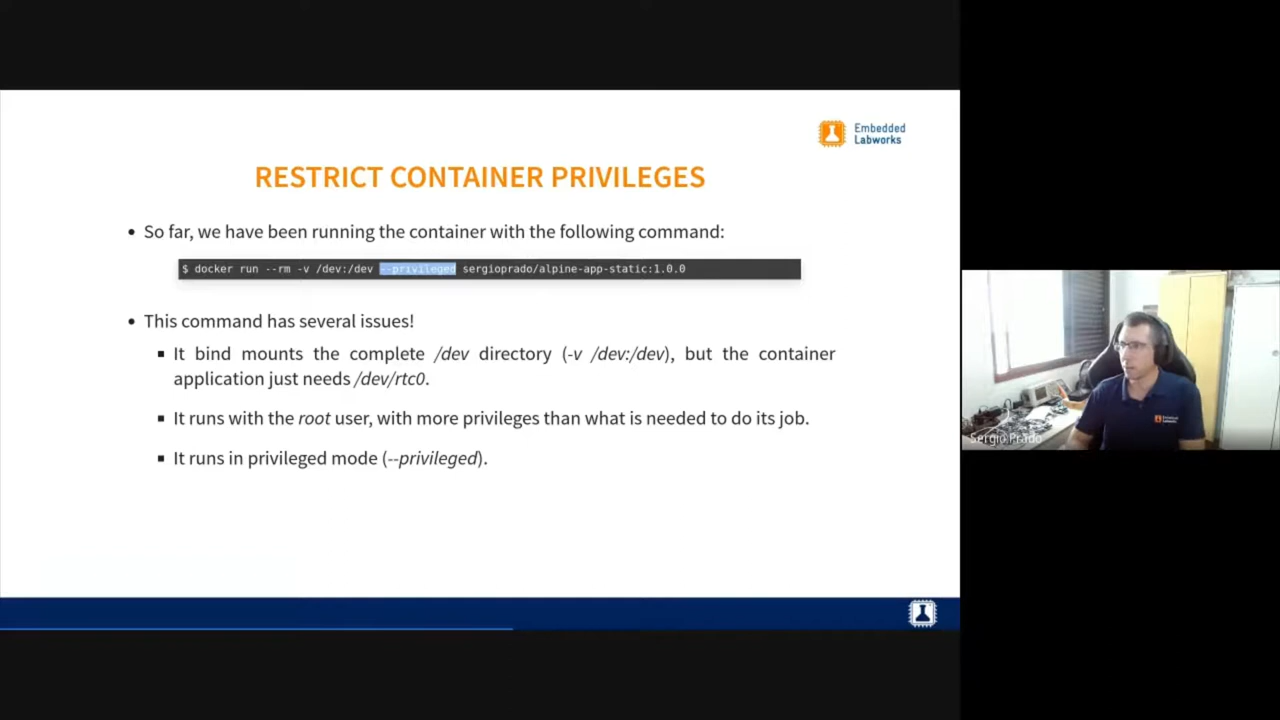 Embedded
Labworks
RESTRICT CONTAINER PRIVILEGES
• So far, we have been running the container with the following command:
$ docker run --rm -v /dev:/dev --privileged sergioprado/alpine-app-static:1.0.0
• This command has several issues!
▪ It bind mounts the complete /dev directory (-v /dev:/dev), but the container
application just needs /dev/rtc0.
▪ It runs with the root user, with more privileges than what is needed to do its job.
▪ It runs in privileged mode (--privileged).
Embedded
Labworks
Sergio Prado